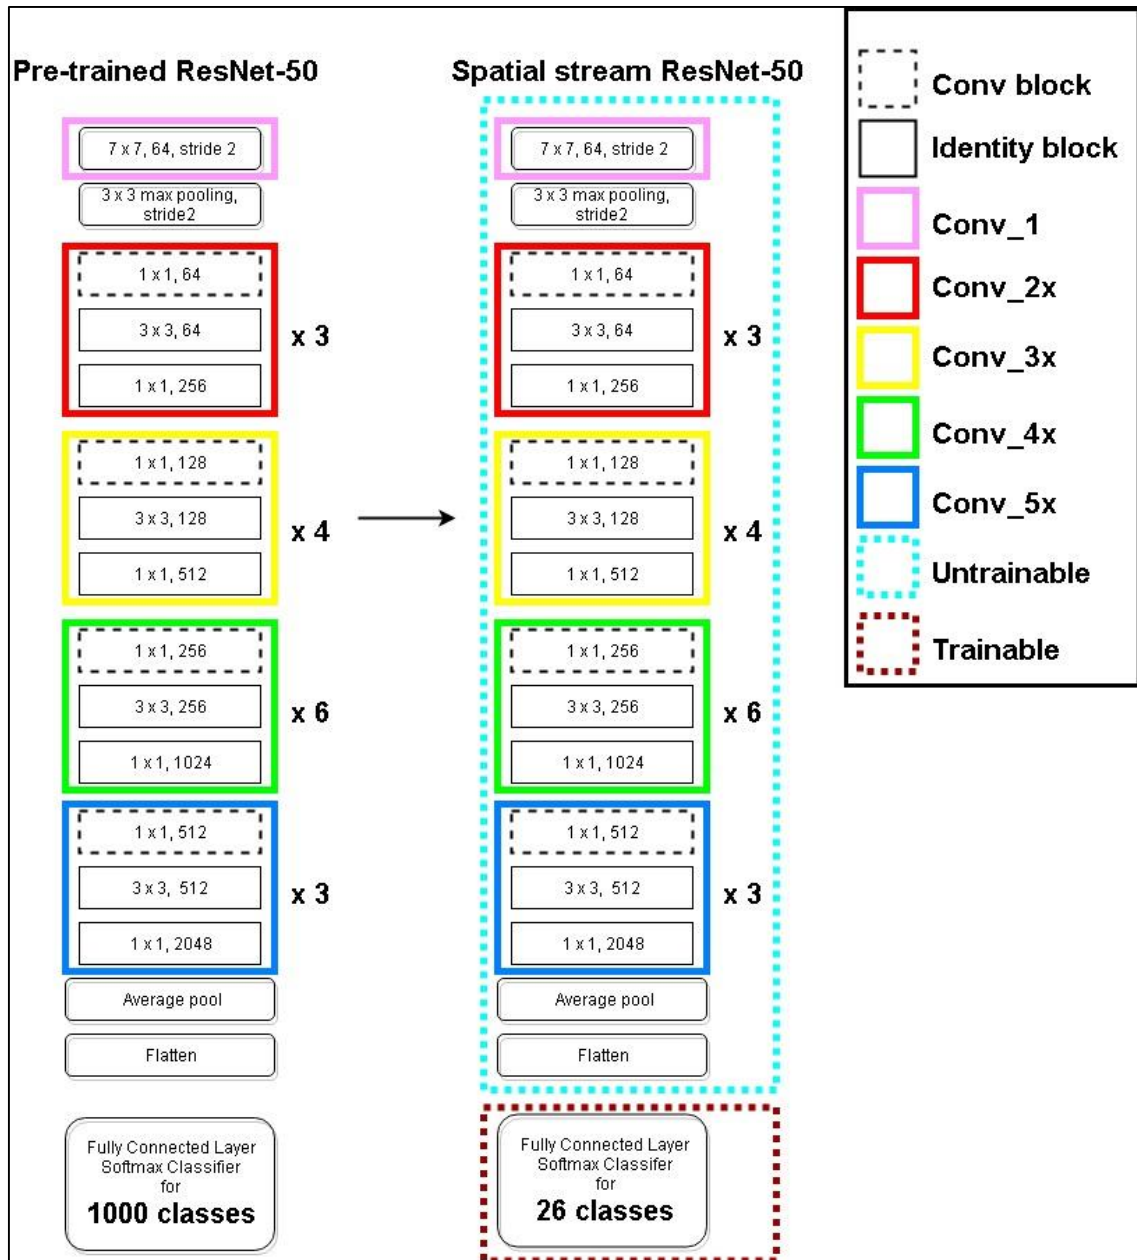 Pre-trained ResNet-50
7 x 7, 64, stride 2
3 x 3 max pooling,
stride2
1 x 1, 64
3 x 3, 64
1 x 1, 256
x 3
1 x 1, 128
3 x 3, 128
1 x 1, 512
x 4
1 x 1, 256
3 x 3, 256
1 x 1, 1024
x 6
1 x 1, 512
3 x 3, 512
1 x 1, 2048
x 3
Average pool
Flatten
Fully Connected Layer
Softmax Classifier
for
1000 classes
Spatial stream ResNet-50
7 x 7, 64, stride 2
3 x 3 max pooling,
stride2
1 x 1, 64
3 x 3, 64
1 x 1, 256
x 3
1 x 1, 128
3 x 3, 128
1 x 1, 512
x 4
1 x 1, 256
3 x 3, 256
1 x 1, 1024
x 6
1 x 1, 512
3 x 3, 512
1 x 1, 2048
x 3
Average pool
Flatten
Fully Connected Layer
Softmax Classifer
for
26 classes
Conv block
Identity block
Conv_1
Conv_2x
Conv_3x
Conv_4x
Conv_5x
Untrainable
Trainable